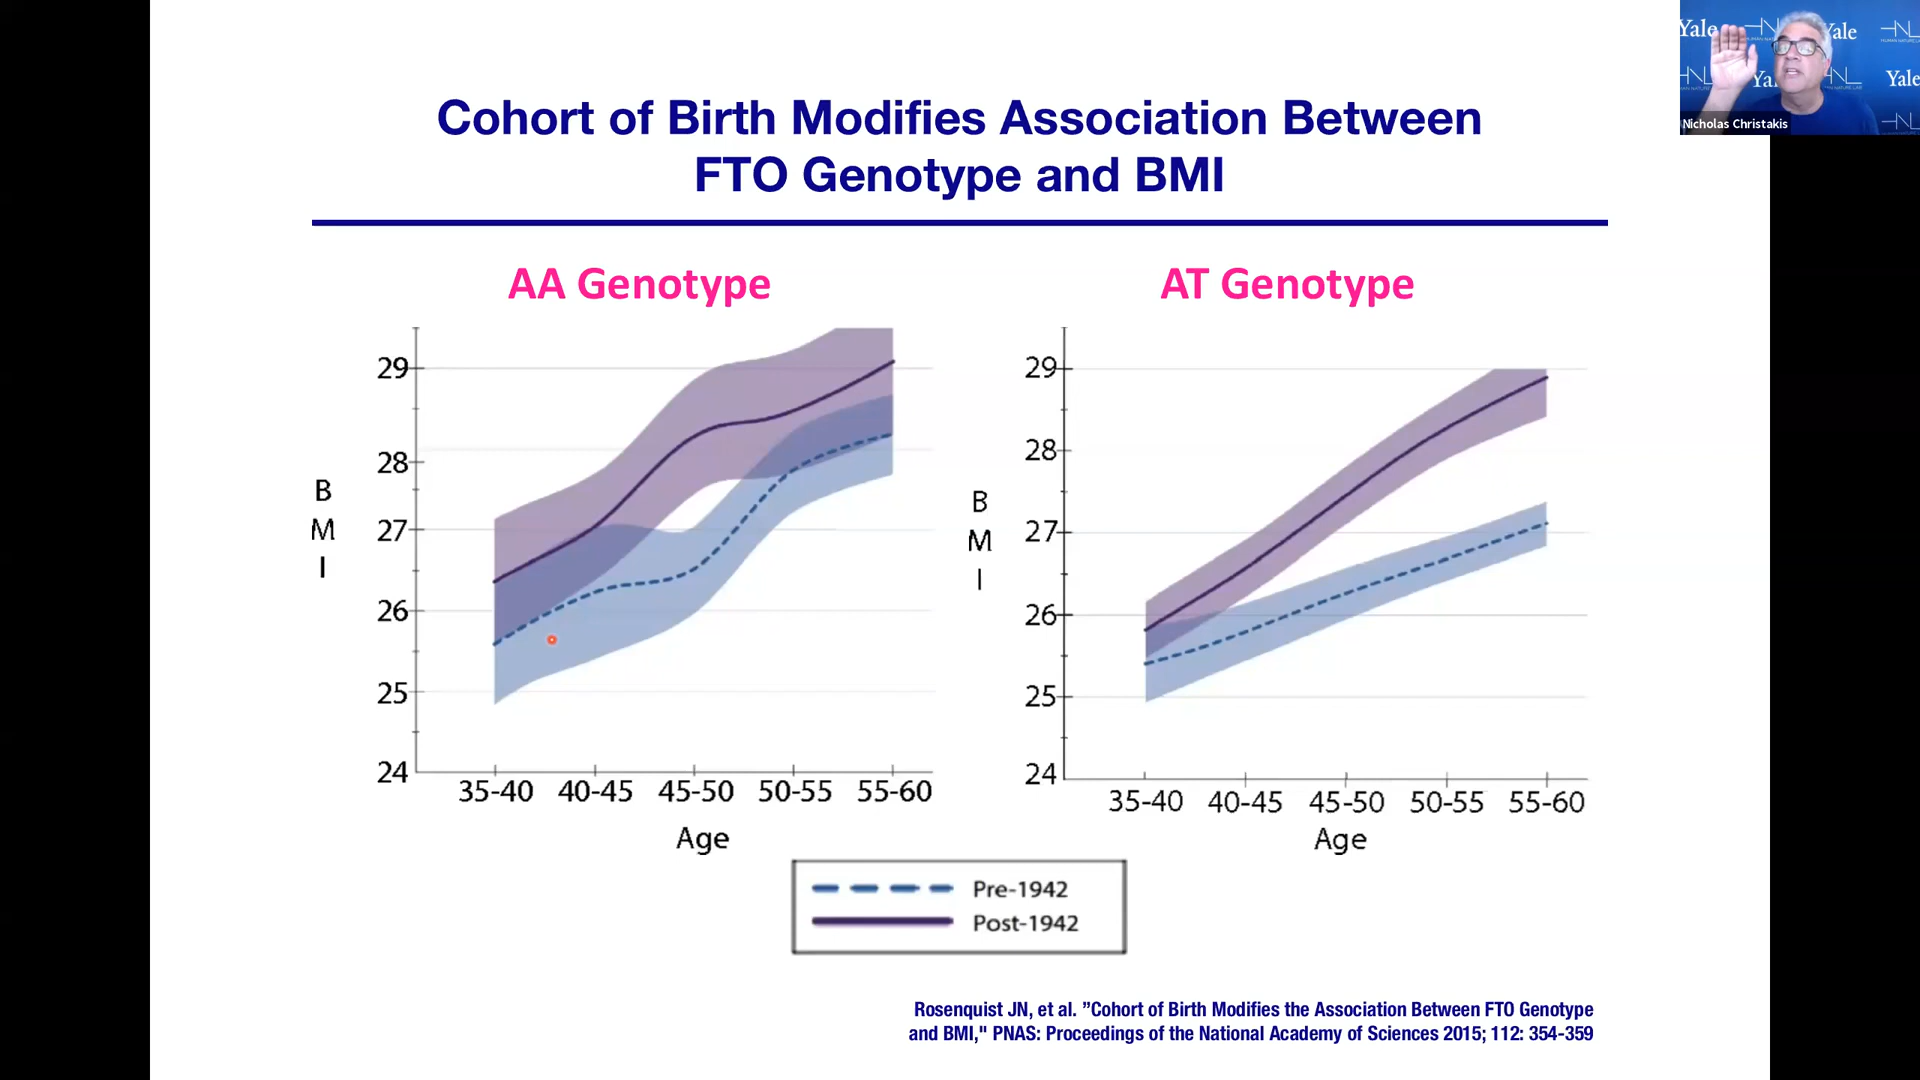 Cohort of Birth Modifies Association Between
FTO Genotype and BMI
AA Genotype
29
28
27
26
25
24
B
M
I
35-40 40-45 45-50 50-55 55-60
Age
AT Genotype
29
28
27
26
25
24
B
M
I
35-40 40-45 45-50 50-55 55-60
Age
Pre-1942
Post-1942
Rosenquist JN, et al. ”Cohort of Birth Modifies the Association Between FTO Genotype
and BMI," PNAS: Proceedings of the National Academy of Sciences 2015; 112: 354-359
Yale
Yale
Yale
Nicholas Christakis